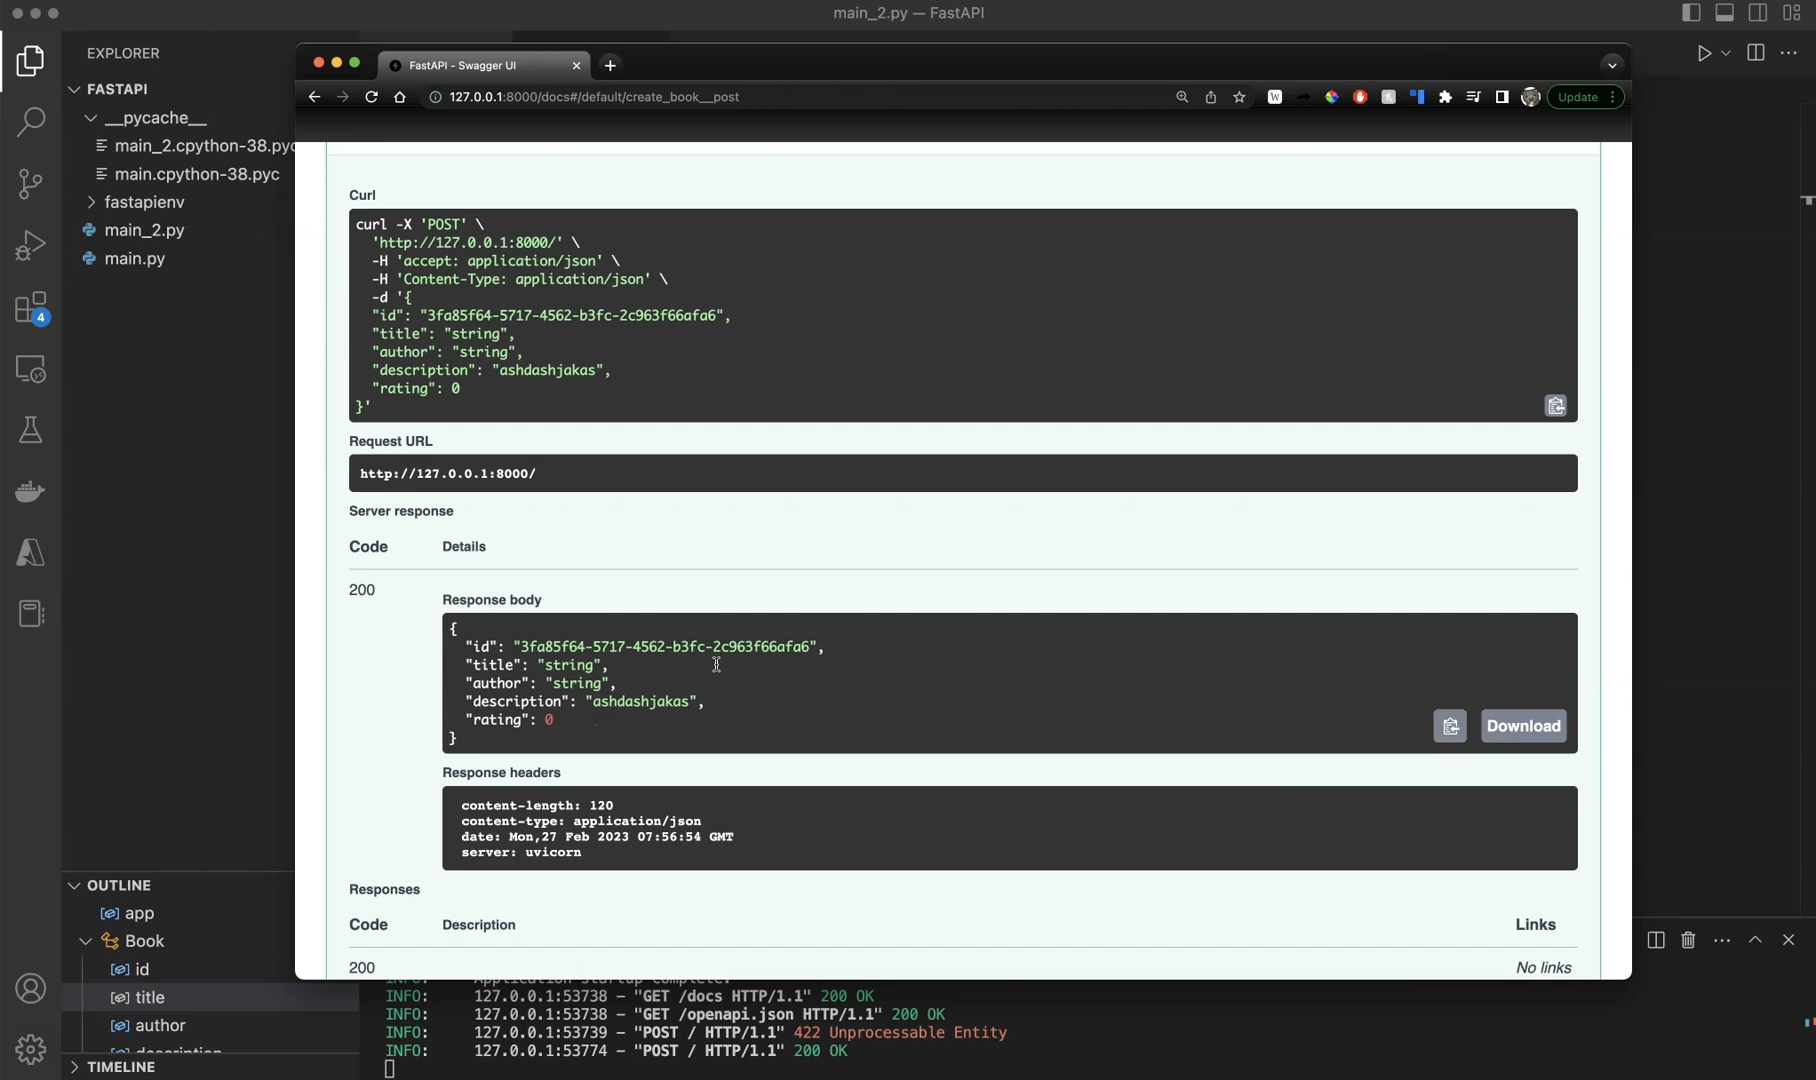 main_2.py — FastAPI
EXPLORER
FASTAPI
__pycache__
main_2.cpython-38.pyc
main.cpython-38.pyc
fastapienv
main_2.py
main.py
4
OUTLINE
app
Book
id
title
author
description
TIMELINE
FastAPI - Swagger UI
127.0.0.1:8000/docs#/default/create_book__post
W
Update
Curl
curl -X 'POST' \
'http://127.0.0.1:8000/' \
-H 'accept: application/json' \
-H 'Content-Type: application/json' \
-d '{
"id": "3fa85f64-5717-4562-b3fc-2c963f66afa6",
"title": "string",
"author": "string",
"description": "ashdashjakas",
"rating": 0
}'
Request URL
http://127.0.0.1:8000/
Server response
Code Details
200
Response body
{
"id": "3fa85f64-5717-4562-b3fc-2c963f66afa6",
"title": "string",
"author": "string",
"description": "ashdashjakas",
"rating": 0
}
Download
Response headers
content-length: 120
content-type: application/json
date: Mon,27 Feb 2023 07:56:54 GMT
server: uvicorn
Responses
Code Description Links
200 No links
INFO: Application startup complete.
INFO: 127.0.0.1:53738 - "GET /docs HTTP/1.1" 200 OK
INFO: 127.0.0.1:53738 - "GET /openapi.json HTTP/1.1" 200 OK
INFO: 127.0.0.1:53739 - "POST / HTTP/1.1" 422 Unprocessable Entity
INFO: 127.0.0.1:53774 - "POST / HTTP/1.1" 200 OK